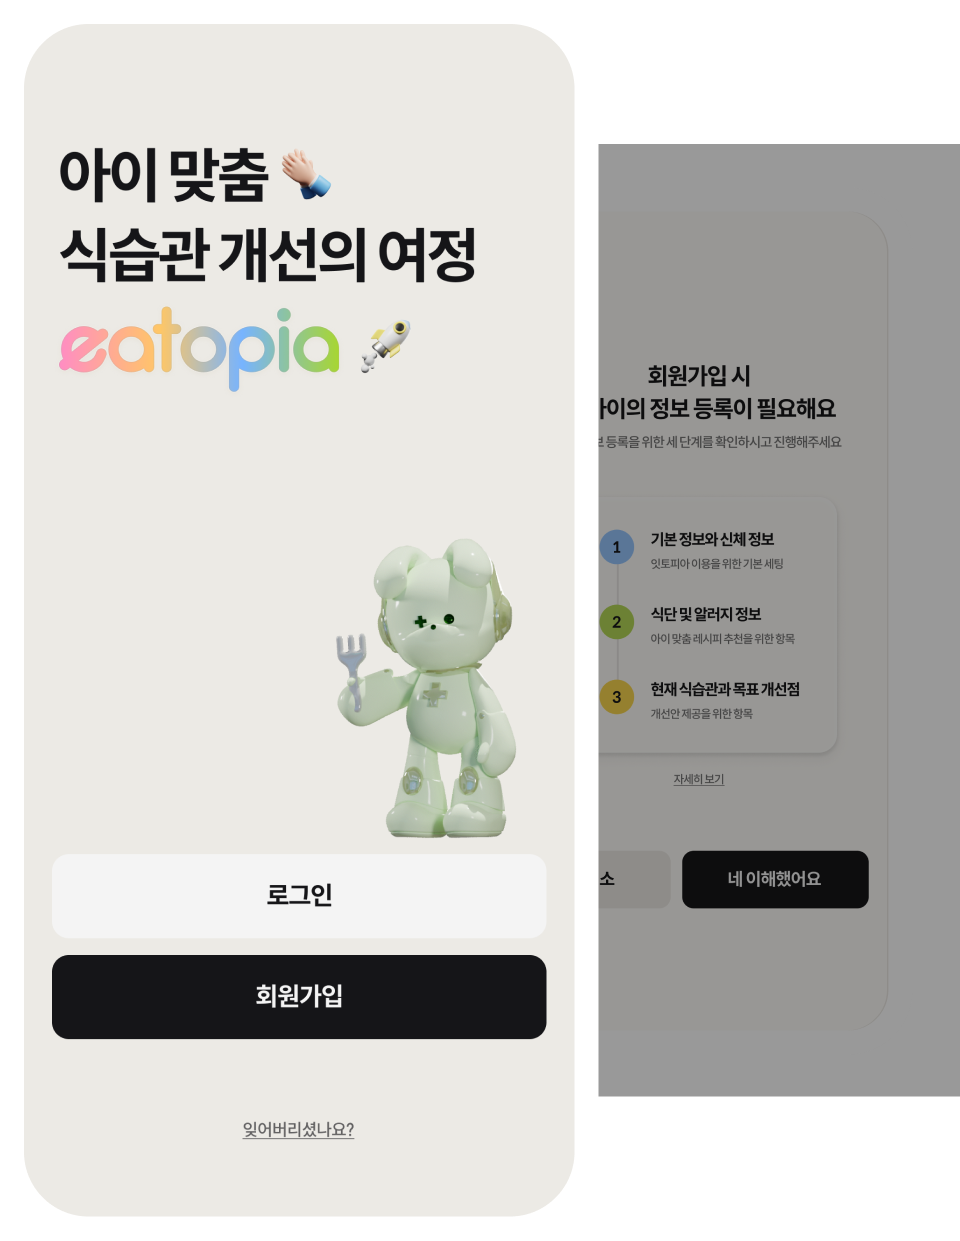 아이 맞춤
식습관 개선의 여정
eatopia
로그인
회원가입
잊어버리셨나요?
회원가입 시
정보 등록이 필요해요
등록을 위한 세 단계를 확인하시고 진행해주세요
1
기본 정보와 신체 정보
잇토피아 이용을 위한 기본 세팅
2
식단 및 알러지 정보
아이 맞춤 레시피 추천을 위한 항목
3
현재 식습관과 목표 개선점
개선안 제공을 위한 항목
자세히 보기
소
네 이해했어요